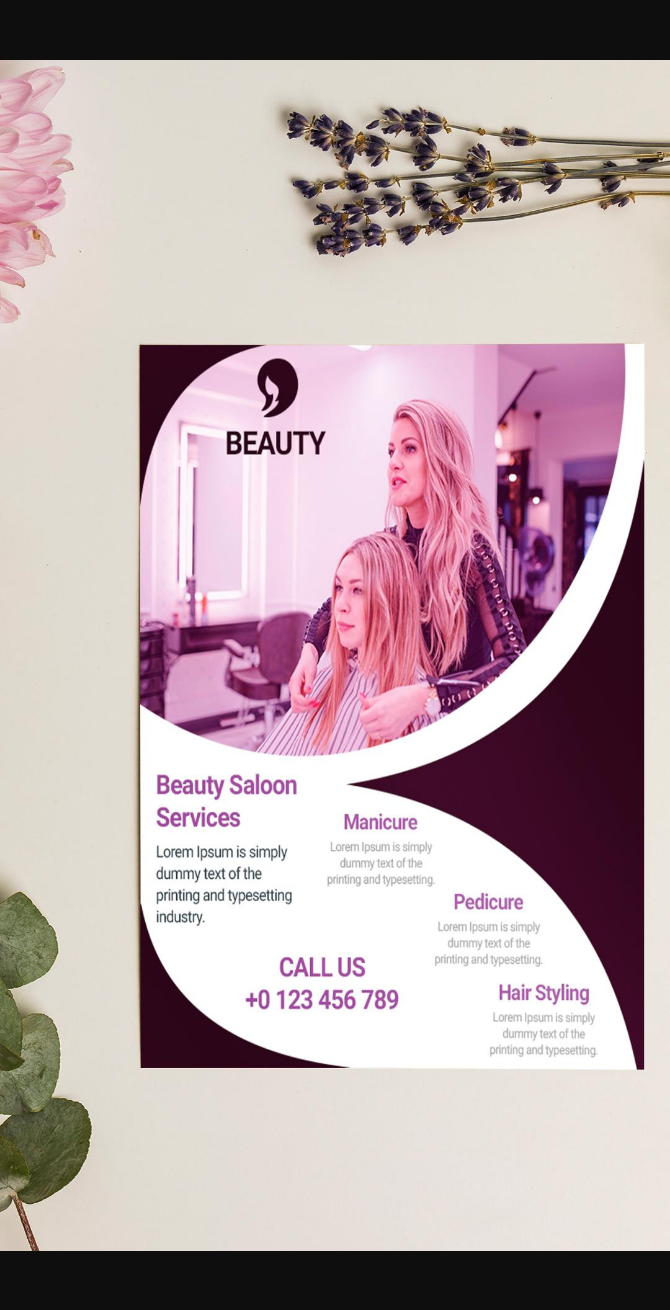 BEAUTY
Beauty Saloon
Services
Lorem Ipsum is simply
dummy text of the
printing and typesetting
industry.
Manicure
Lorem Ipsum is simply
dummy text of the
printing and typesetting.
Pedicure
Lorem Ipsum is simply
dummy text of the
printing and typesetting.
Hair Styling
Lorem Ipsum is simply
dummy text of the
printing and typesetting.
CALL US
+0 123 456 789